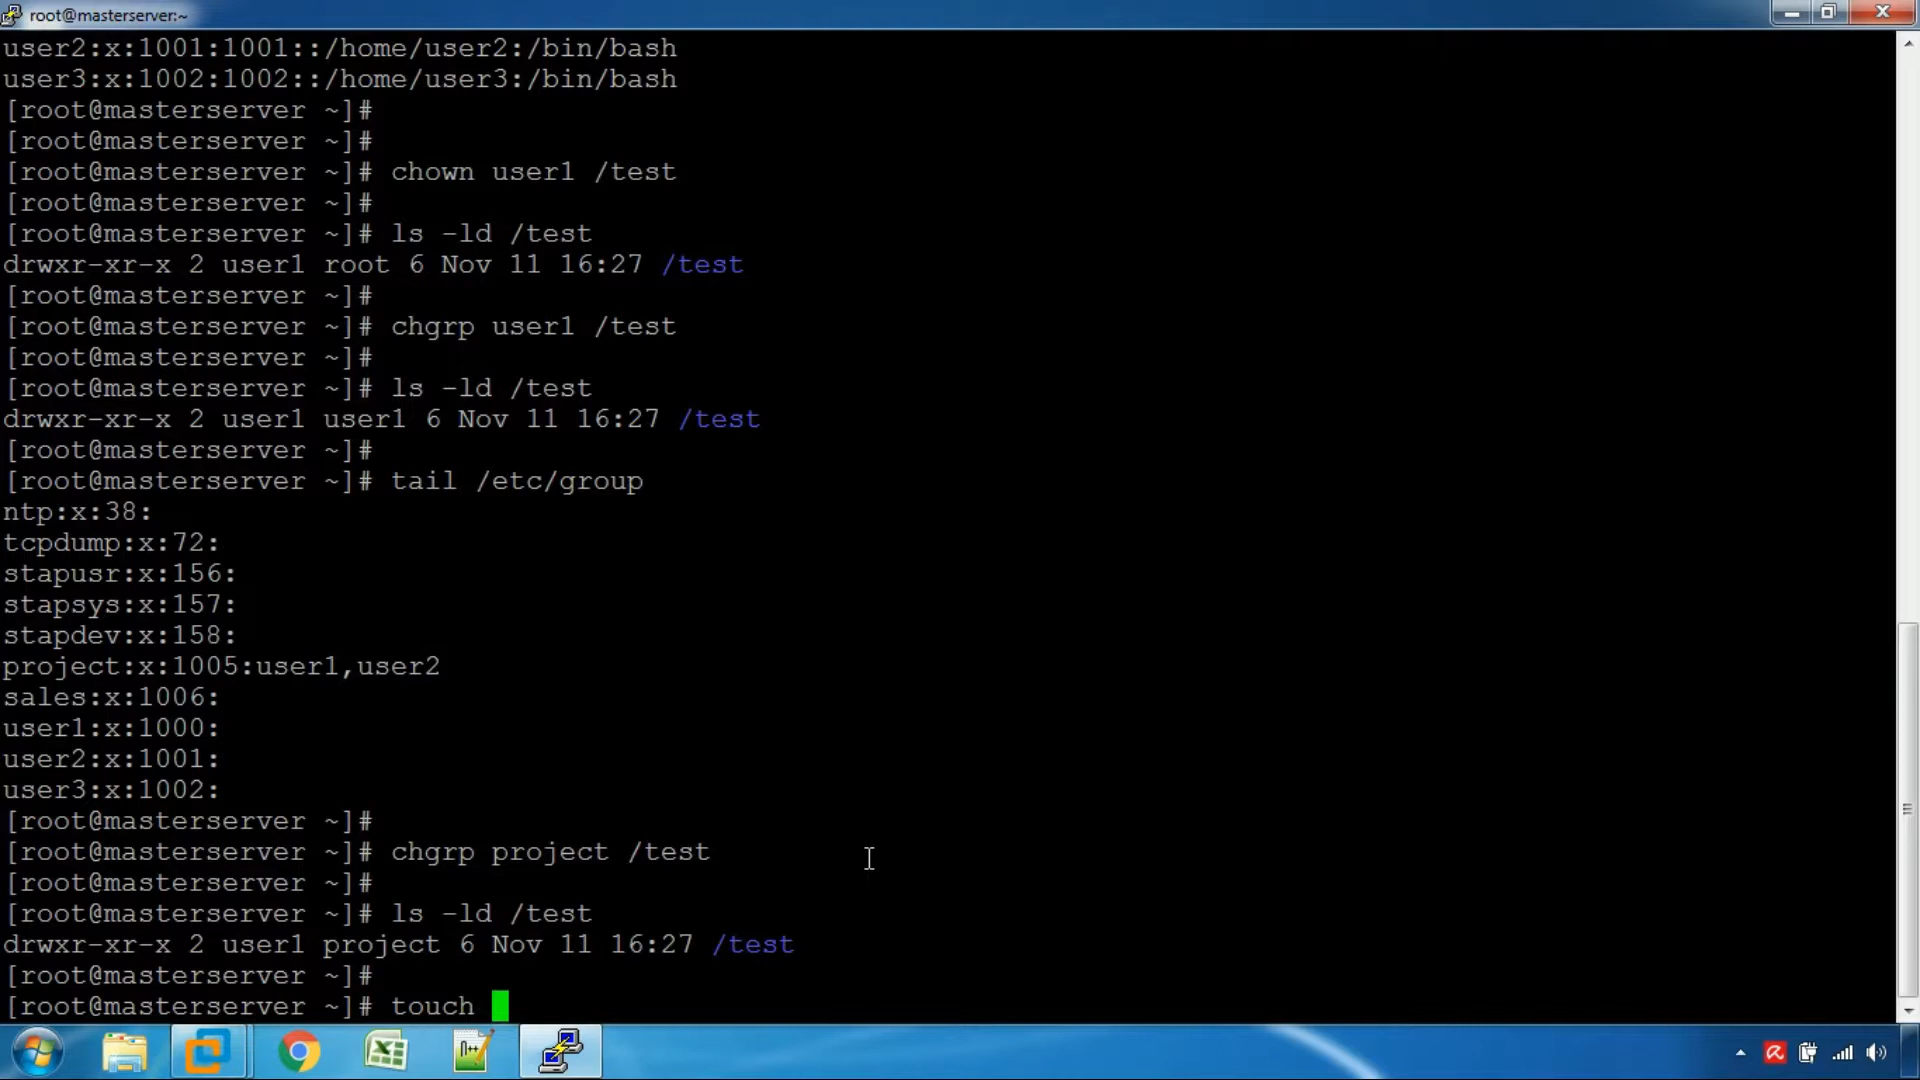 root@masterserver:~
user2:x:1001:1001::/home/user2:/bin/bash
user3:x:1002:1002::/home/user3:/bin/bash
[root@masterserver ~]#
[root@masterserver ~]#
[root@masterserver ~]# chown user1 /test
[root@masterserver ~]#
[root@masterserver ~]# ls -ld /test
drwxr-xr-x 2 user1 root 6 Nov 11 16:27 /test
[root@masterserver ~]#
[root@masterserver ~]# chgrp user1 /test
[root@masterserver ~]#
[root@masterserver ~]# ls -ld /test
drwxr-xr-x 2 user1 user1 6 Nov 11 16:27 /test
[root@masterserver ~]#
[root@masterserver ~]# tail /etc/group
ntp:x:38:
tcpdump:x:72:
stapusr:x:156:
stapsys:x:157:
stapdev:x:158:
project:x:1005:user1,user2
sales:x:1006:
user1:x:1000:
user2:x:1001:
user3:x:1002:
[root@masterserver ~]#
[root@masterserver ~]# chgrp project /test
[root@masterserver ~]#
[root@masterserver ~]# ls -ld /test
drwxr-xr-x 2 user1 project 6 Nov 11 16:27 /test
[root@masterserver ~]#
[root@masterserver ~]# touch